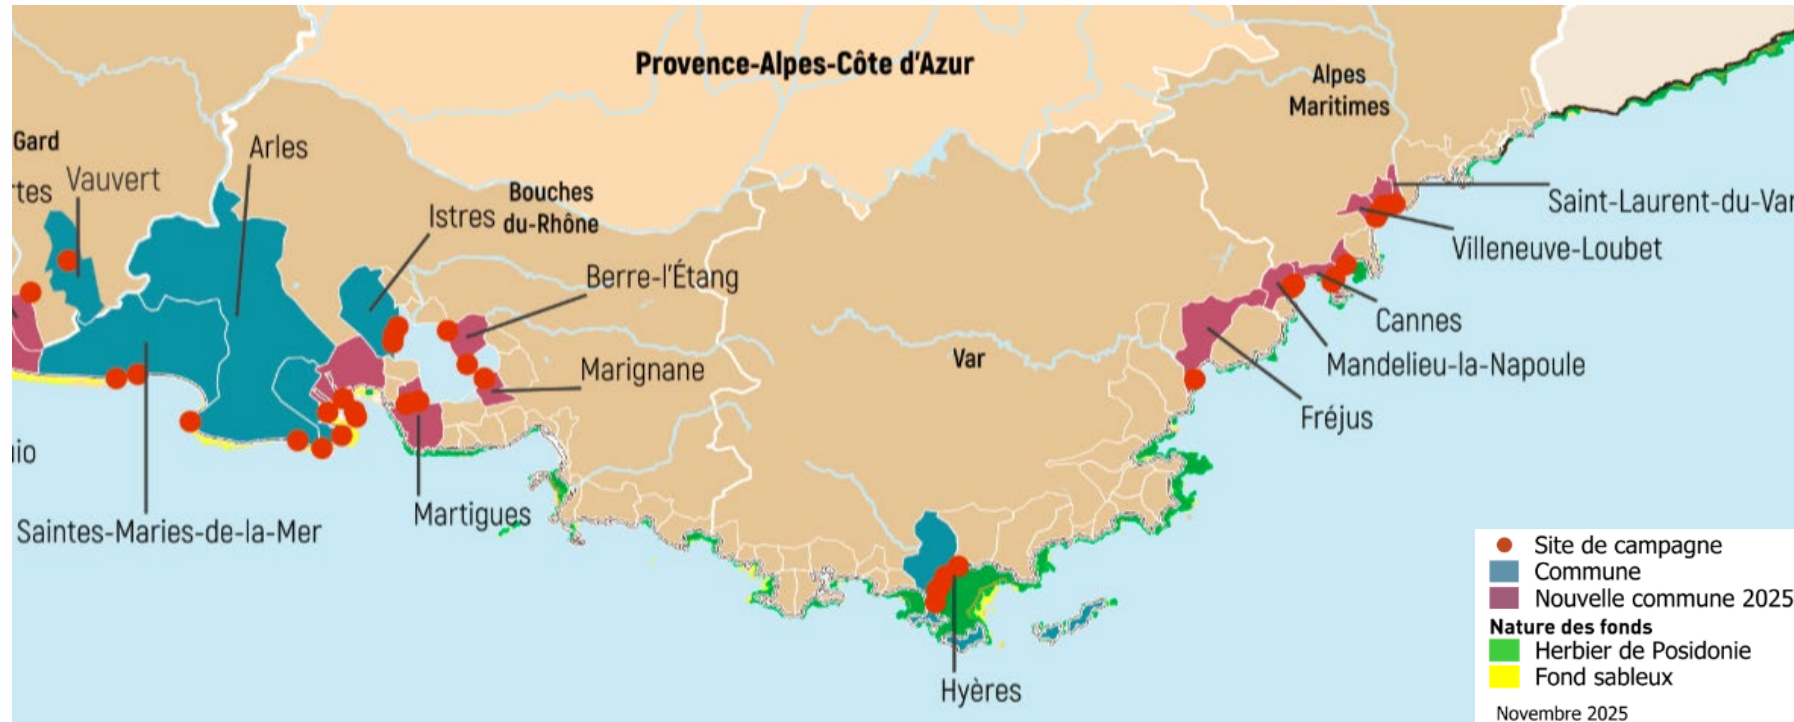 Provence-Alpes-Côte d'Azur
Alpes
Maritimes
Gard
Arles
Vauvert
Bouches
du-Rhône
Istres
Saint-Laurent-du-Var
Villeneuve-Loubet
Berre-l'Étang
Cannes
Var
Marignane
Mandelieu-la-Napoule
Fréjus
Martigues
Saintes-Maries-de-la-Mer
Hyères
Site de campagne
Commune
Nouvelle commune 2025
Nature des fonds
Herbier de Posidonie
Fond sableux
Novembre 2025